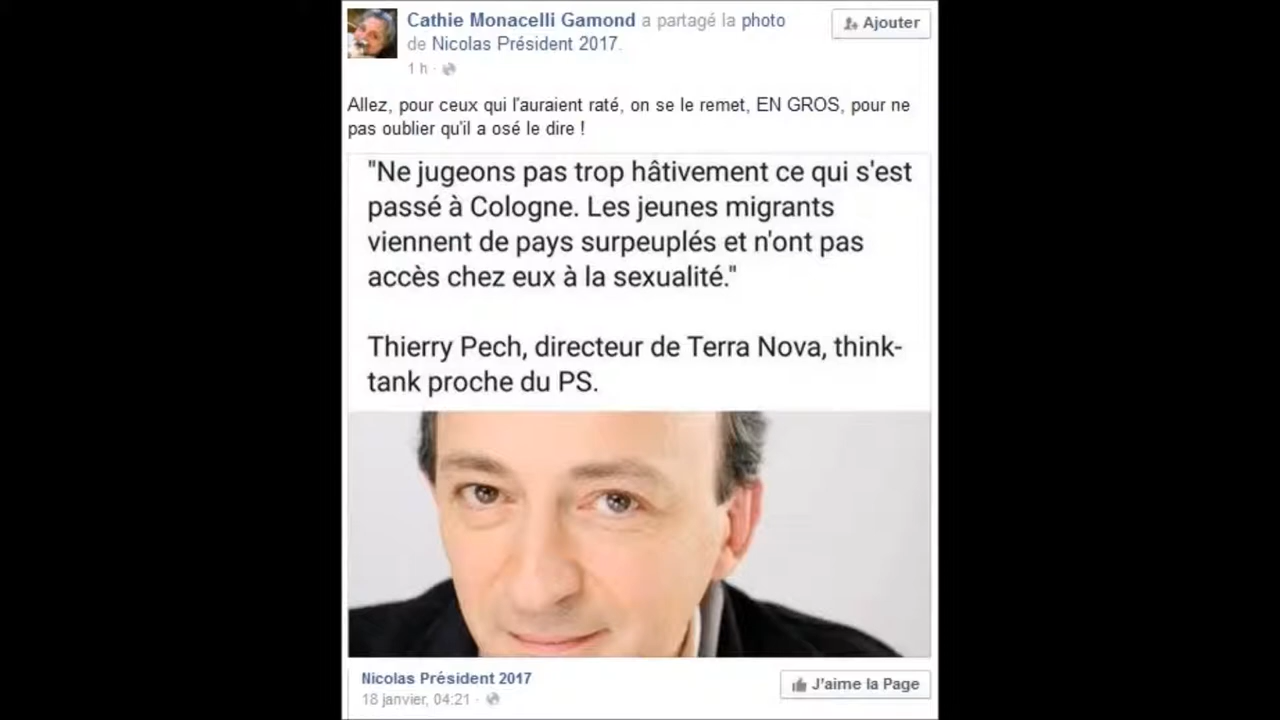 Cathie Monacelli Gamond a partagé la photo
de Nicolas Président 2017.
Ajouter
1 h ·
Allez, pour ceux qui l'auraient raté, on se le remet, EN GROS, pour ne
pas oublier qu'il a osé le dire !
"Ne jugeons pas trop hâtivement ce qui s'est
passé à Cologne. Les jeunes migrants
viennent de pays surpeuplés et n'ont pas
accès chez eux à la sexualité."
Thierry Pech, directeur de Terra Nova, think-
tank proche du PS.
Nicolas Président 2017
18 janvier, 04:21 ·
J'aime la Page